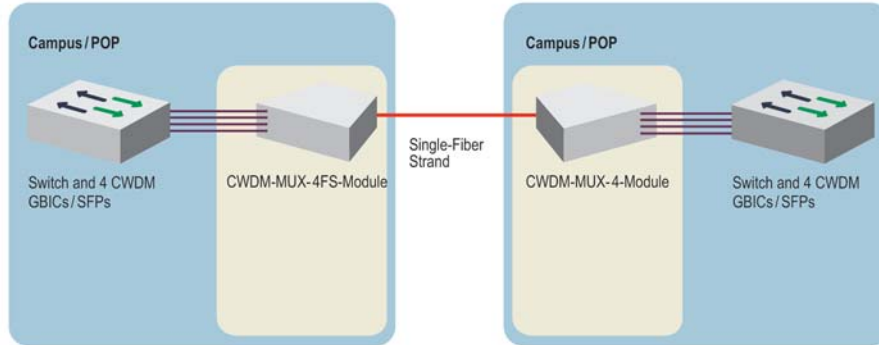 Campus/POP
Switch and 4 CWDM
GBICs/SFPs
CWDM-MUX-4FS-Module
Single-Fiber
Strand
Campus/POP
CWDM-MUX-4-Module
Switch and 4 CWDM
GBICs/SFPs